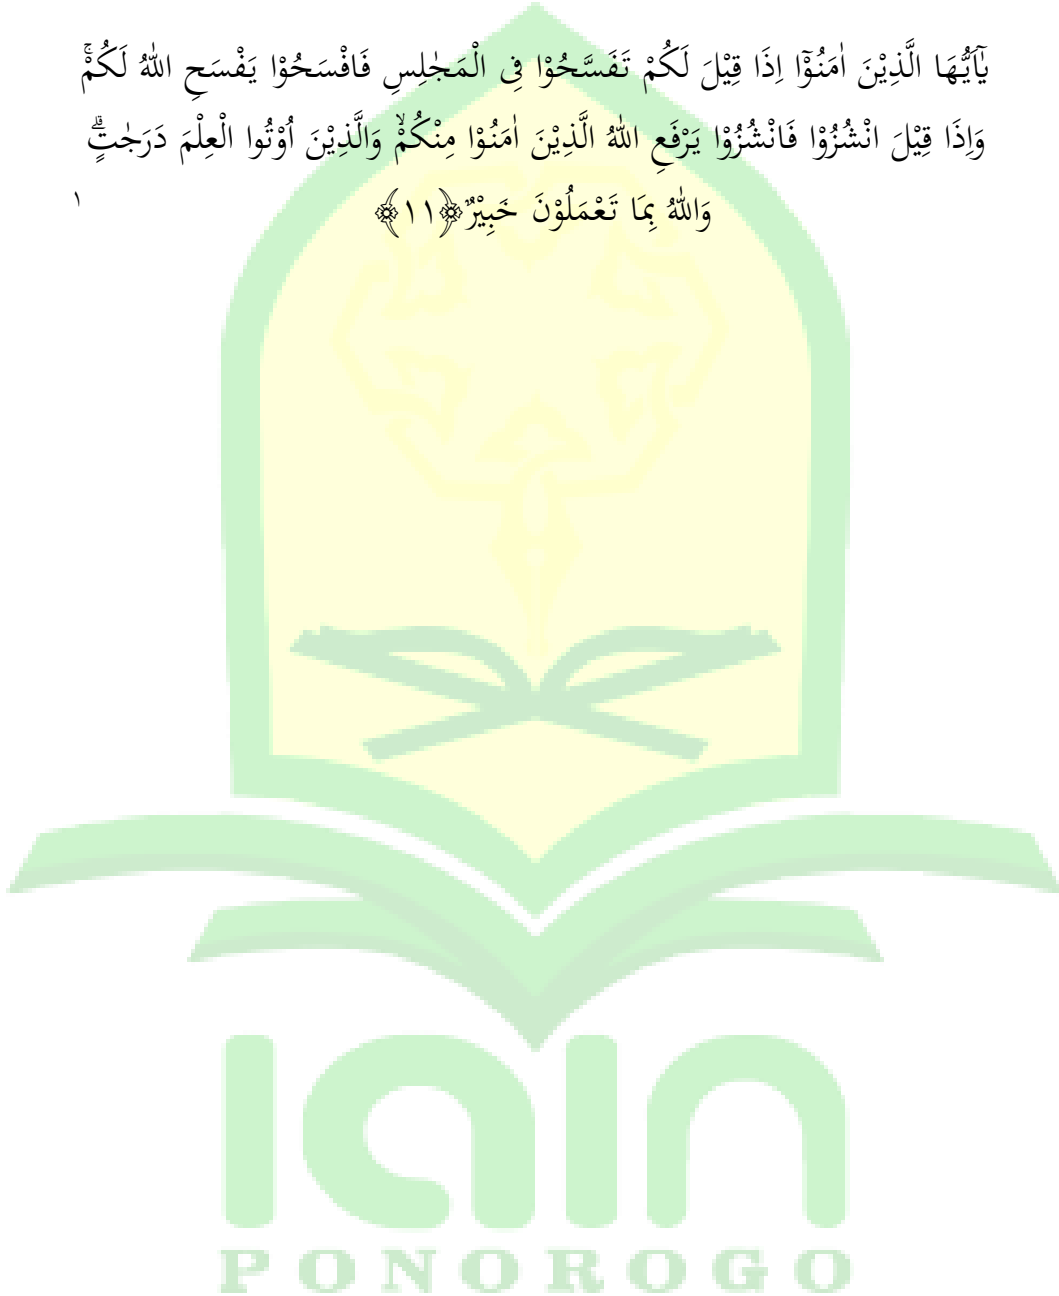 يٰٓاَيُّهَا الَّذِيْنَ اٰمَنُوْٓا اِذَا قِيْلَ لَكُمْ تَفَسَّحُوْا فِى الْمَجٰلِسِ فَافْسَحُوْا يَفْسَحِ اللّٰهُ لَكُمْۚ
وَاِذَا قِيْلَ انْشُزُوْا فَانْشُزُوْا يَرْفَعِ اللّٰهُ الَّذِيْنَ اٰمَنُوْا مِنْكُمْۙ وَالَّذِيْنَ اُوْتُوا الْعِلْمَ دَرَجٰتٍۗ
وَاللّٰهُ بِمَا تَعْمَلُوْنَ خَبِيْرٌ ﴿١١﴾ ١
iain
PONOROGO